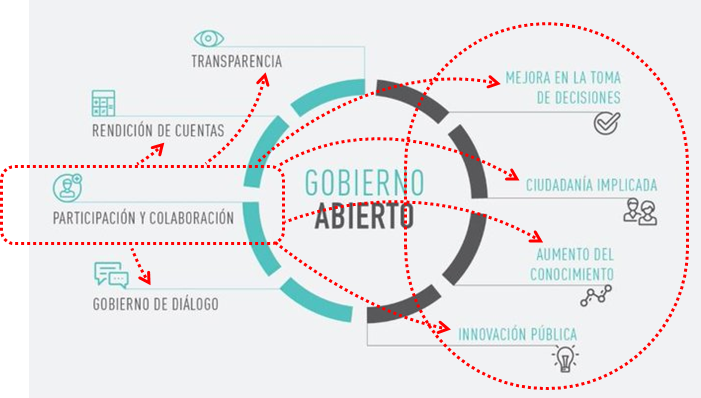 TRANSPARENCIA
RENDICIÓN DE CUENTAS
PARTICIPACIÓN Y COLABORACIÓN
GOBIERNO DE DIÁLOGO
GOBIERNO
ABIERTO
MEJORA EN LA TOMA
DE DECISIONES
CIUDADANÍA IMPLICADA
AUMENTO DEL
CONOCIMIENTO
INNOVACIÓN PÚBLICA